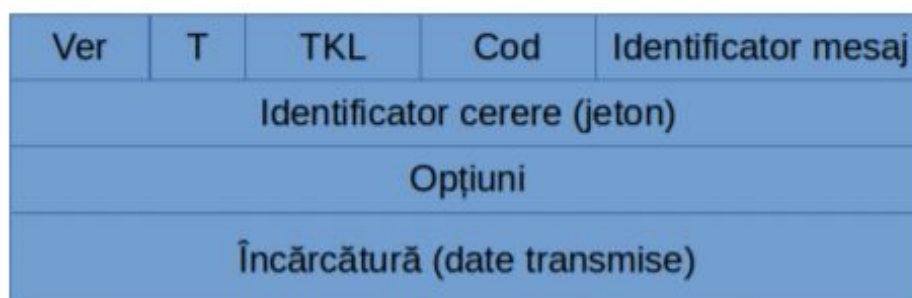 Ver T TKL Cod Identificator mesaj
Identificator cerere (jeton)
Opțiuni
Încărcătură (date transmise)